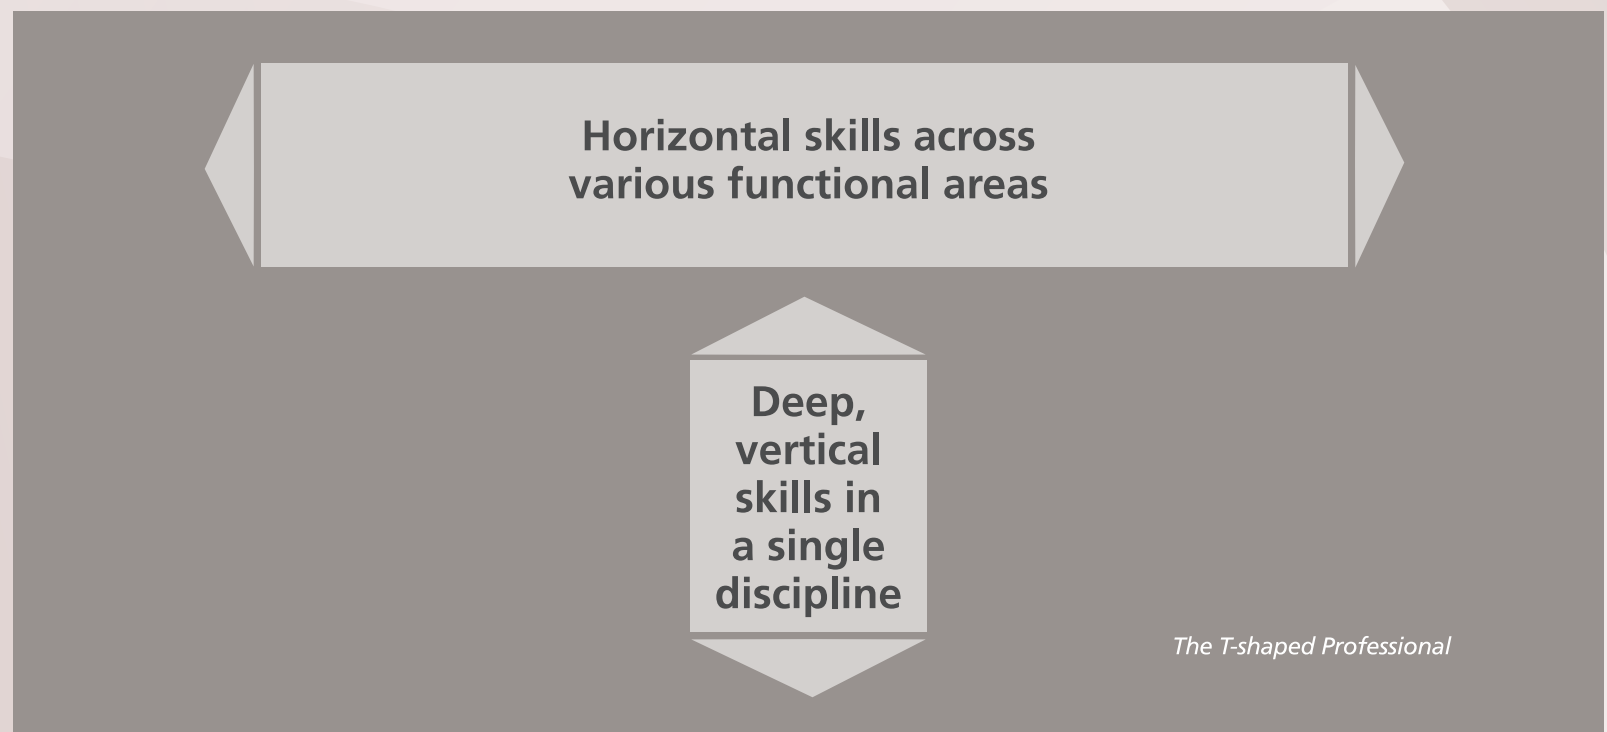 Horizontal skills across
various functional areas
Deep,
vertical
skills in
a single
discipline
The T-shaped Professional